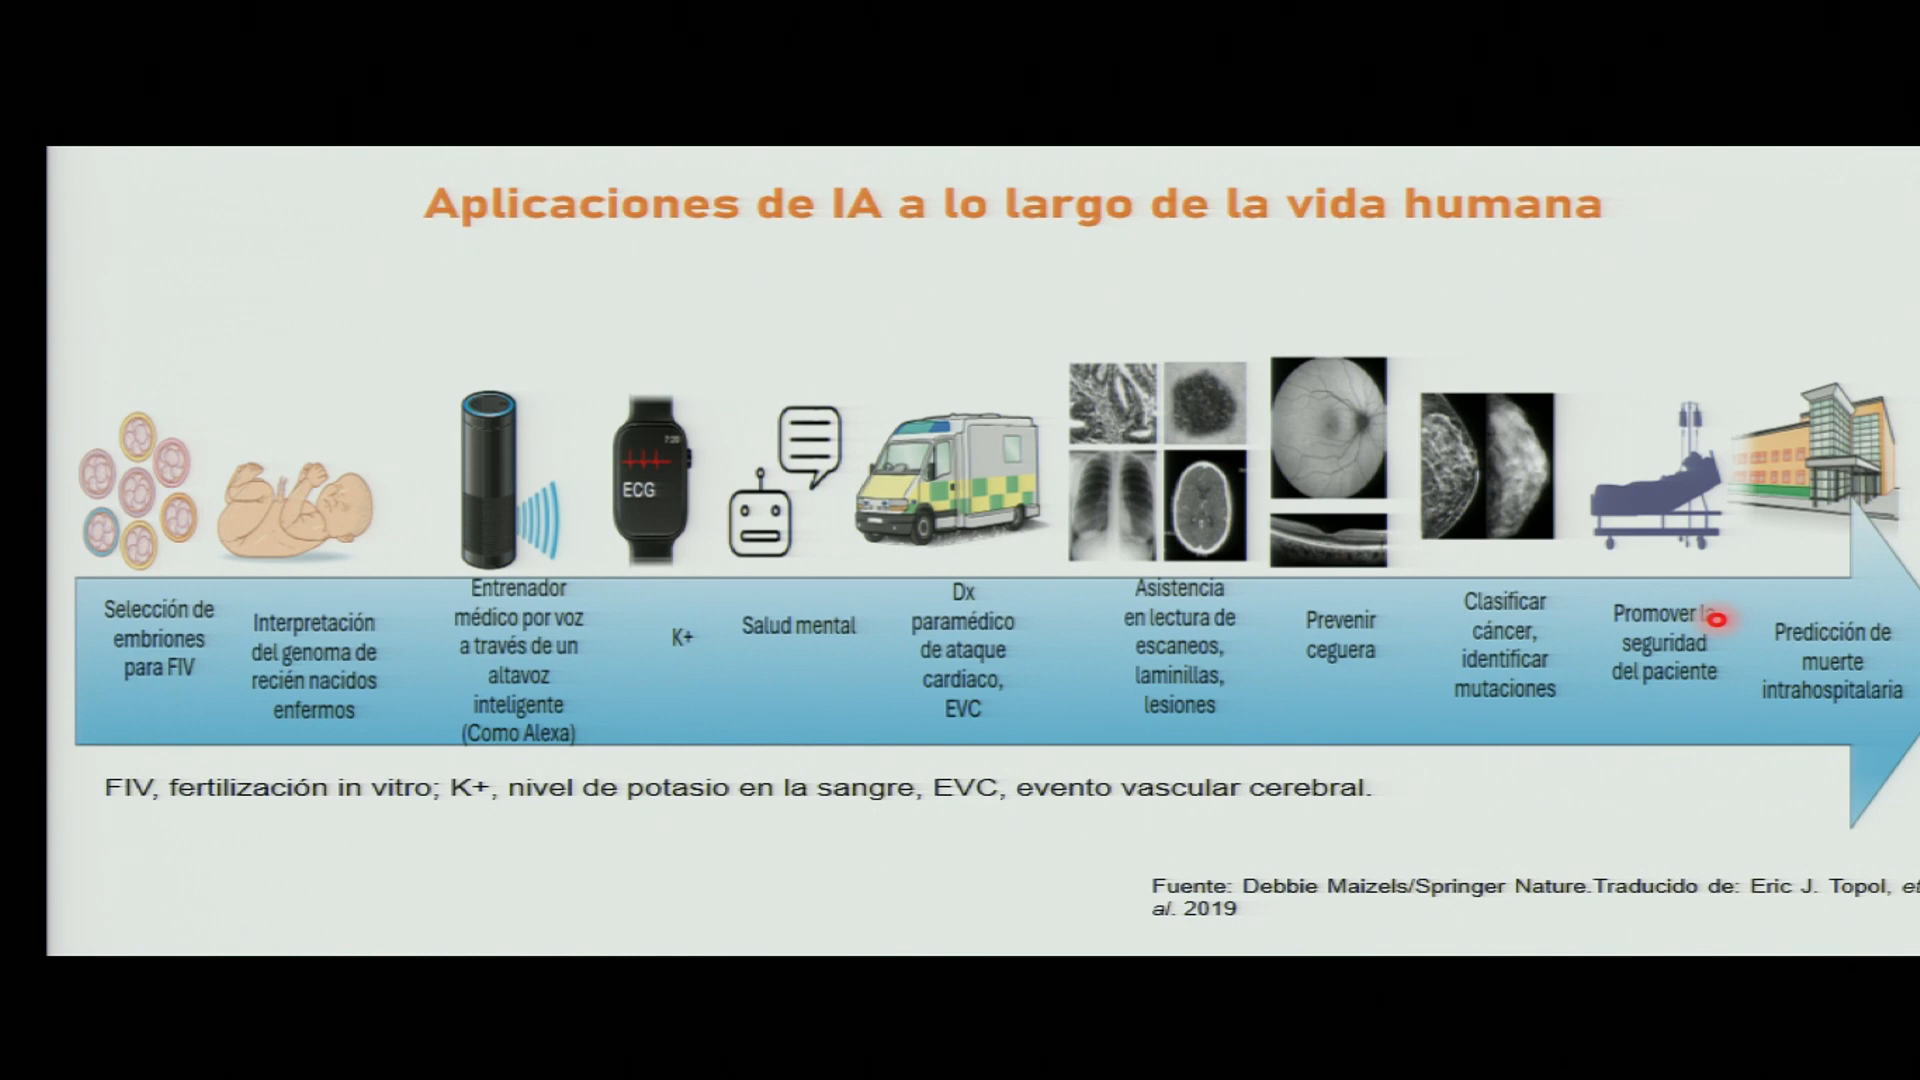 Aplicaciones de IA a lo largo de la vida humana
7:20
ECG
Selección de
embriones
para FIV
Interpretación
del genoma de
recién nacidos
enfermos
Entrenador
médico por voz
a través de un
altavoz
inteligente
(Como Alexa)
K+
Salud mental
Dx
paramédico
de ataque
cardiaco,
EVC
Asistencia
en lectura de
escaneos,
laminillas,
lesiones
Prevenir
ceguera
Clasificar
cáncer,
identificar
mutaciones
Promover
seguridad
del paciente
Predicción de
muerte
intrahospitalaria
FIV, fertilización in vitro; K+, nivel de potasio en la sangre, EVC, evento vascular cerebral.
Fuente: Debbie Maizels/Springer Nature.Traducido de: Eric J. Topol, et
al. 2019